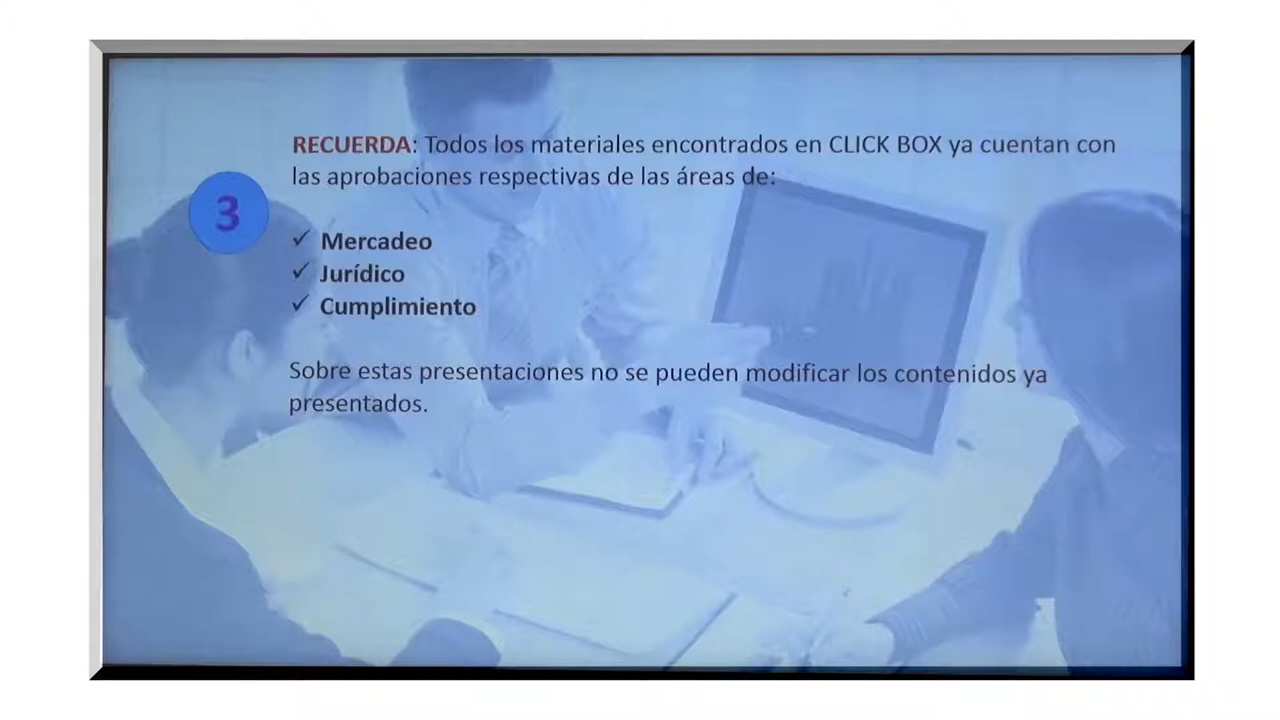 RECUERDA: Todos los materiales encontrados en CLICK BOX ya cuentan con
las aprobaciones respectivas de las áreas de:
3
✓ Mercadeo
✓ Jurídico
✓ Cumplimiento
Sobre estas presentaciones no se pueden modificar los contenidos ya
presentados.